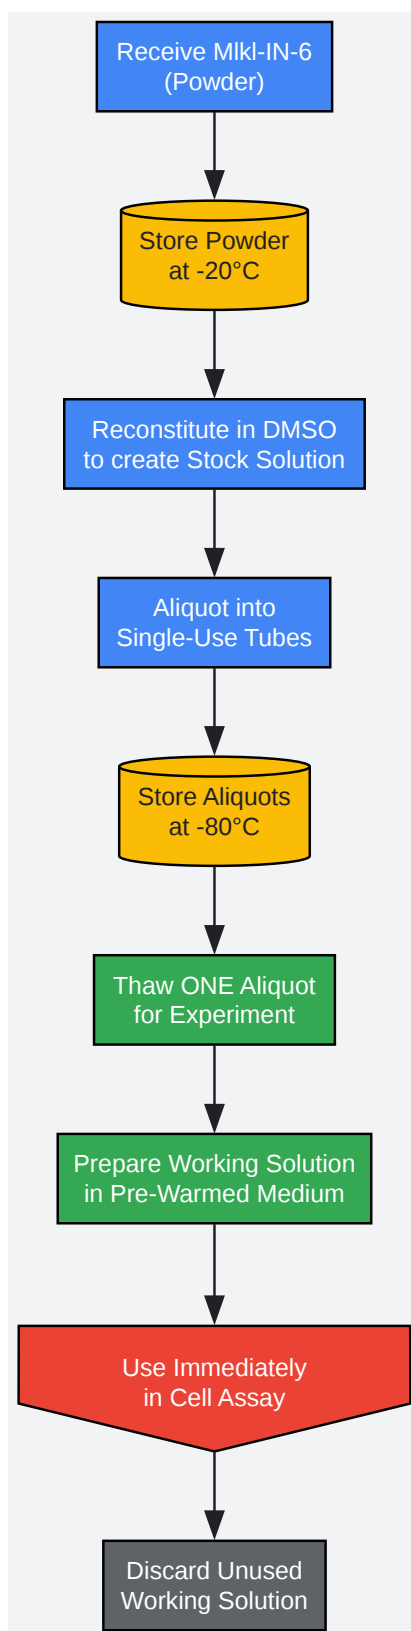 Receive Mlkl-IN-6
(Powder)
Store Powder
at -20°C
Reconstitute in DMSO
to create Stock Solution
Aliquot into
Single-Use Tubes
Store Aliquots
at -80°C
Thaw ONE Aliquot
for Experiment
Prepare Working Solution
in Pre-Warmed Medium
Use Immediately
in Cell Assay
Discard Unused
Working Solution